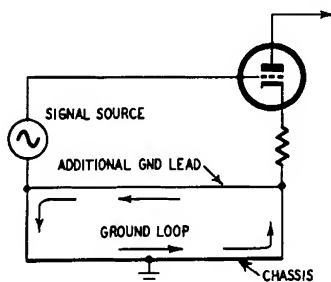 SIGNAL SOURCE
ADDITIONAL GND LEAD
GROUND LOOP
CHASSIS